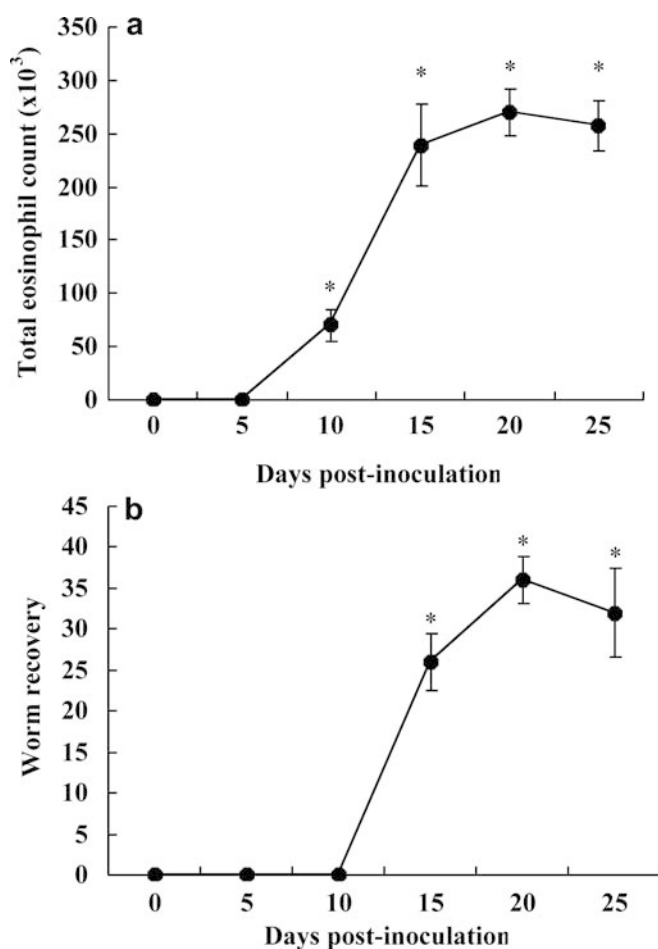 a
Total eosinophil count (x10³)
350
300
250
200
150
100
50
0
* * * *
0 5 10 15 20 25
Days post-inoculation
b
Worm recovery
45
40
35
30
25
20
15
10
5
0
* * *
0 5 10 15 20 25
Days post-inoculation